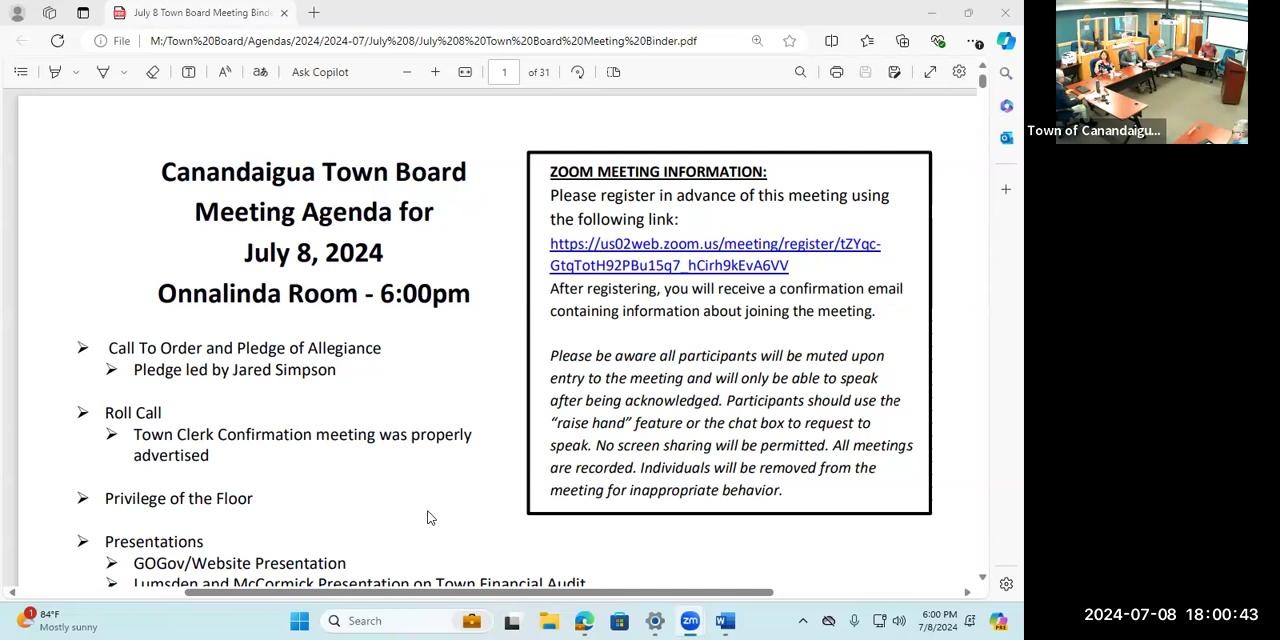 July 8 Town Board Meeting Binde
File
M:/Town%20Board/Agendas/2024/2024-07/July%208/July%208%20Town%20Board%20Meeting%20Binder.pdf
Ask Copilot
1
of 31
Canandaigua Town Board
Meeting Agenda for
July 8, 2024
Onnalinda Room - 6:00pm
➢ Call To Order and Pledge of Allegiance
➢ Pledge led by Jared Simpson
➢ Roll Call
➢ Town Clerk Confirmation meeting was properly
advertised
➢ Privilege of the Floor
➢ Presentations
➢ GOGov/Website Presentation
➢ Lumsden and McCormick Presentation on Town Financial Audit
ZOOM MEETING INFORMATION:
Please register in advance of this meeting using
the following link:
https://us02web.zoom.us/meeting/register/tZYqc-
GtqTotH92PBu15q7_hCirh9kEvA6VV
After registering, you will receive a confirmation email
containing information about joining the meeting.
Please be aware all participants will be muted upon
entry to the meeting and will only be able to speak
after being acknowledged. Participants should use the
“raise hand” feature or the chat box to request to
speak. No screen sharing will be permitted. All meetings
are recorded. Individuals will be removed from the
meeting for inappropriate behavior.
Town of Canandaigu...
1
84°F
Mostly sunny
Search
zm
6:00 PM
7/8/2024
PRE
2024-07-08 18:00:43